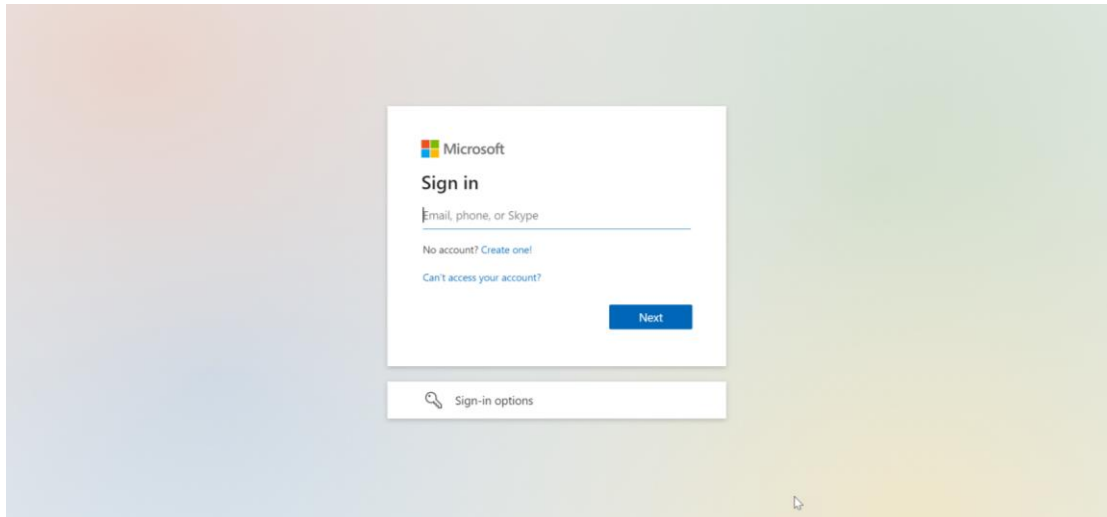 Microsoft
Sign in
Email, phone, or Skype
No account? Create one!
Can't access your account?
Next
Sign-in options